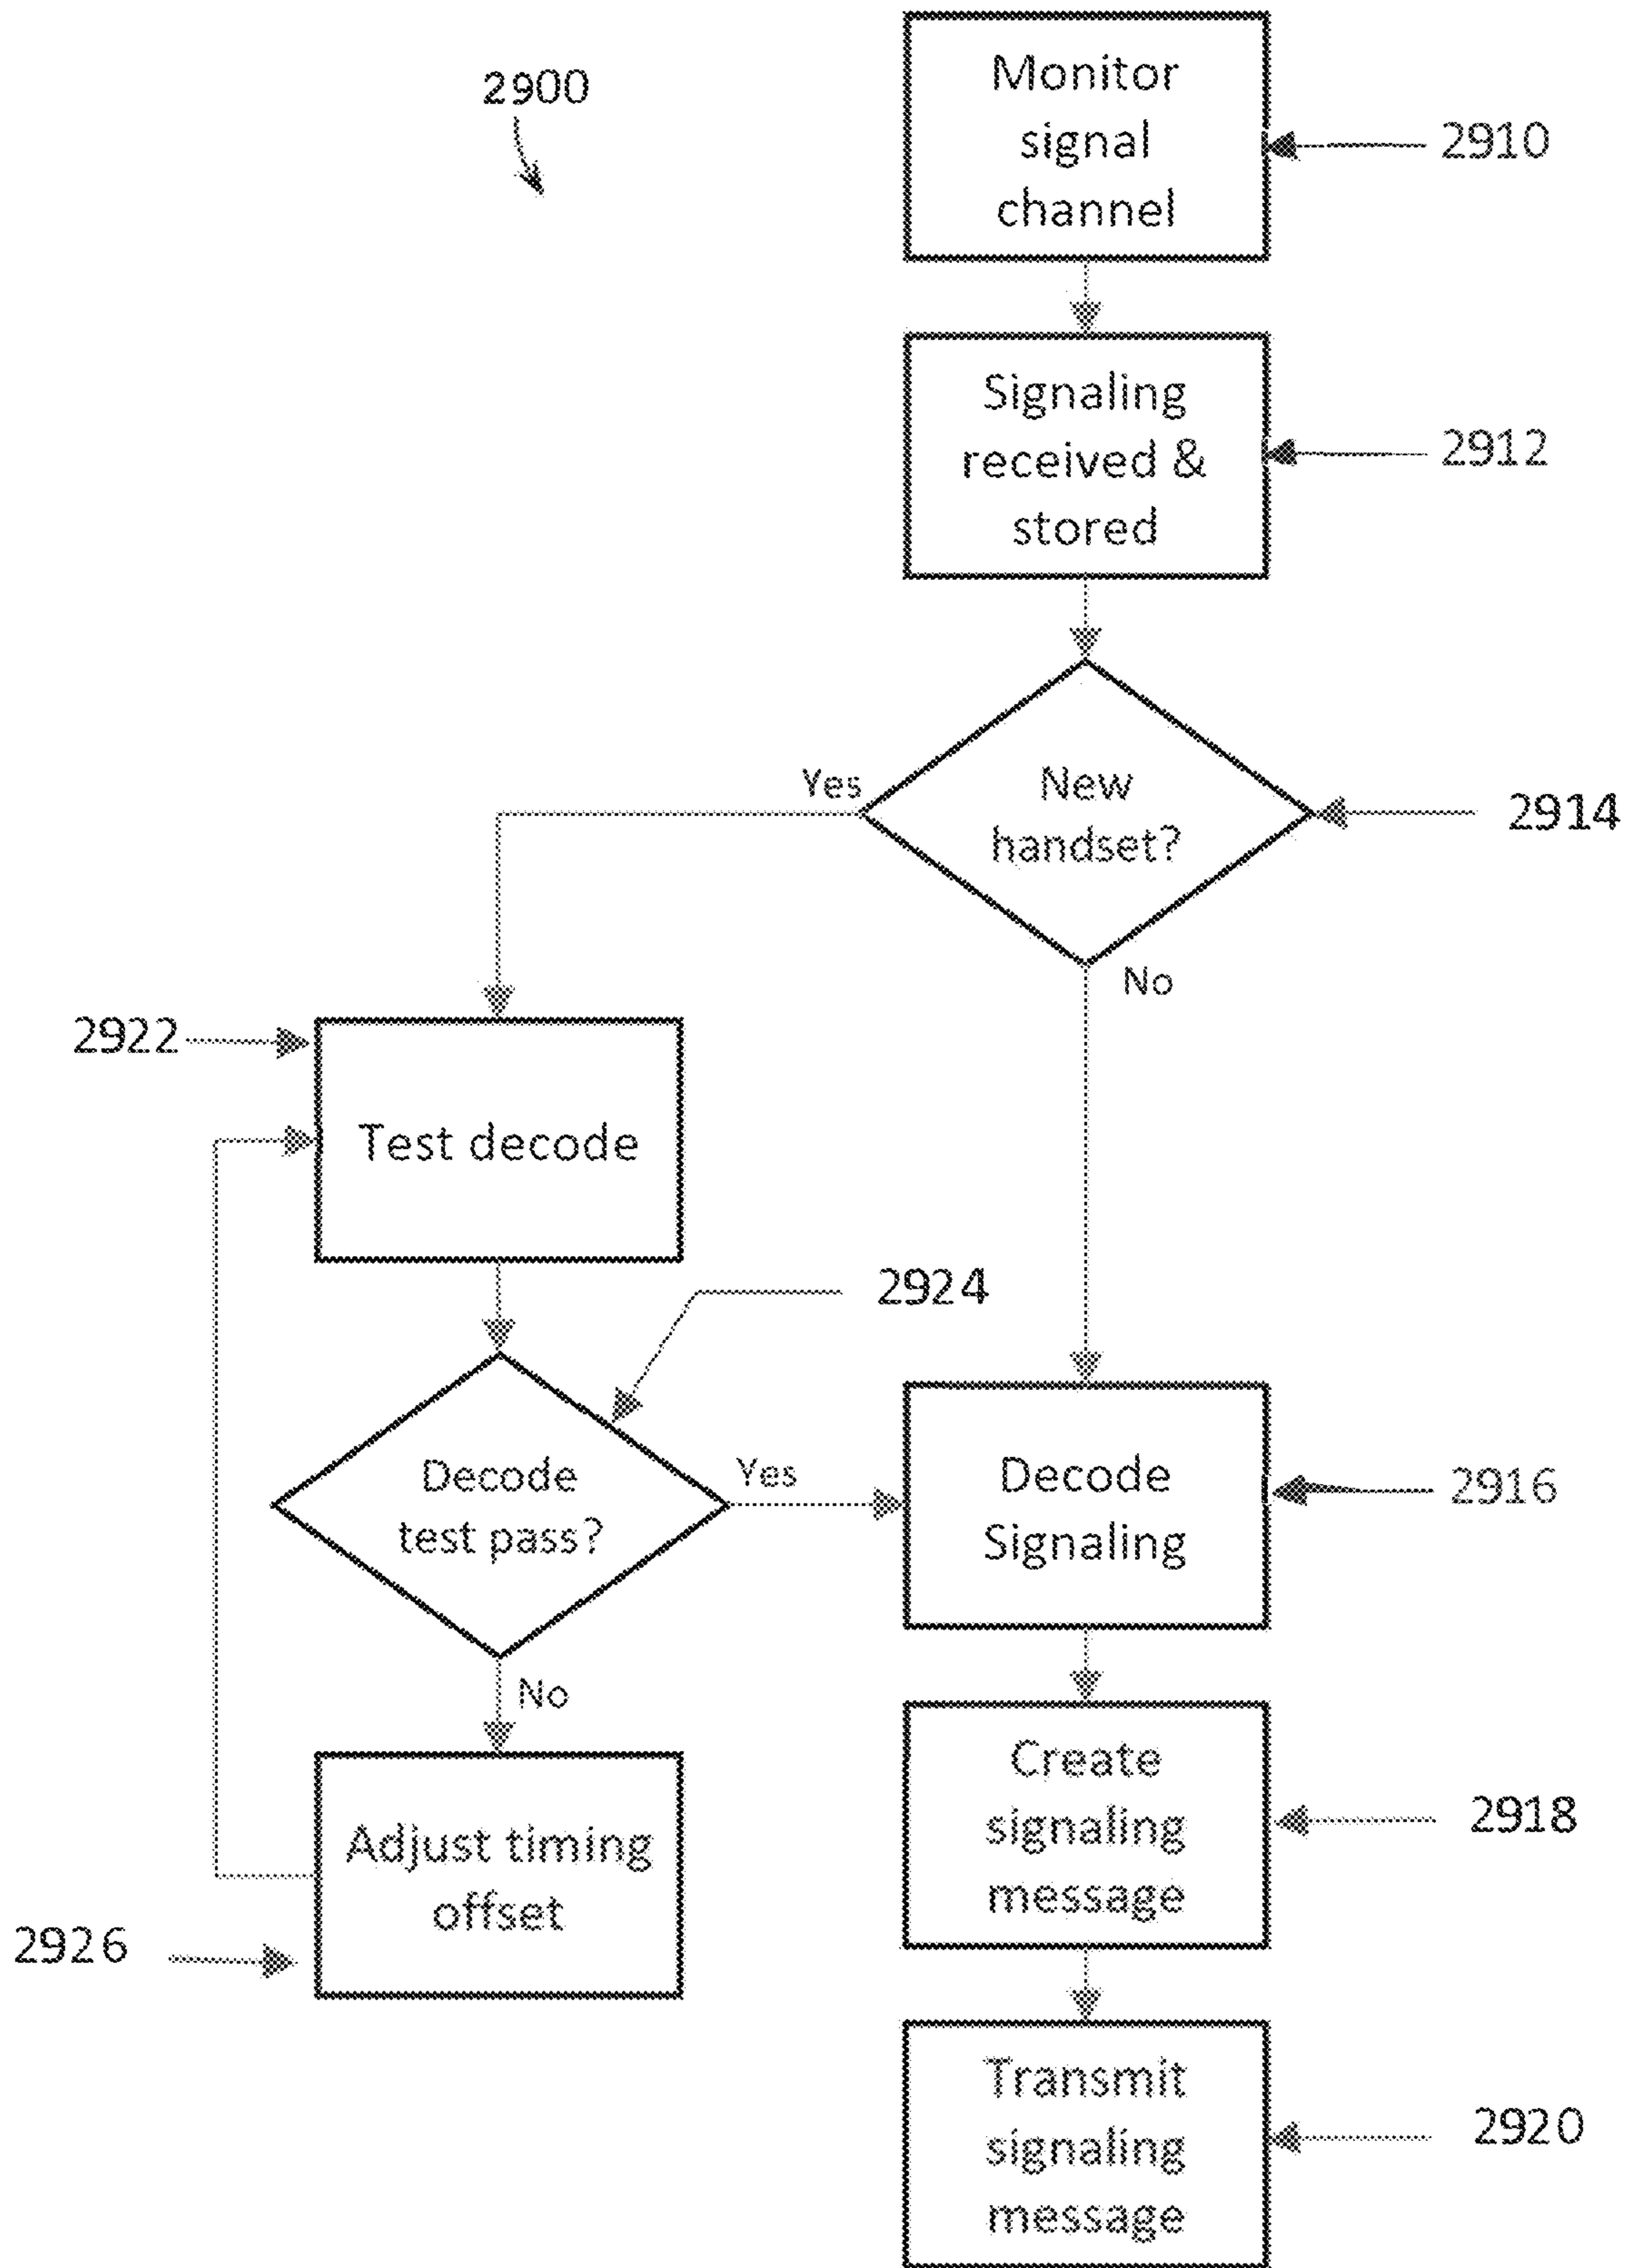 2900
Monitor
signal
channel
2910
Signaling
received &
stored
2912
New
handset?
2914
Yes
No
2922
Test decode
2924
Decode
test pass?
Yes
No
Decode
Signaling
2916
Adjust timing
offset
2926
Create
signaling
message
2918
Transmit
signaling
message
2920